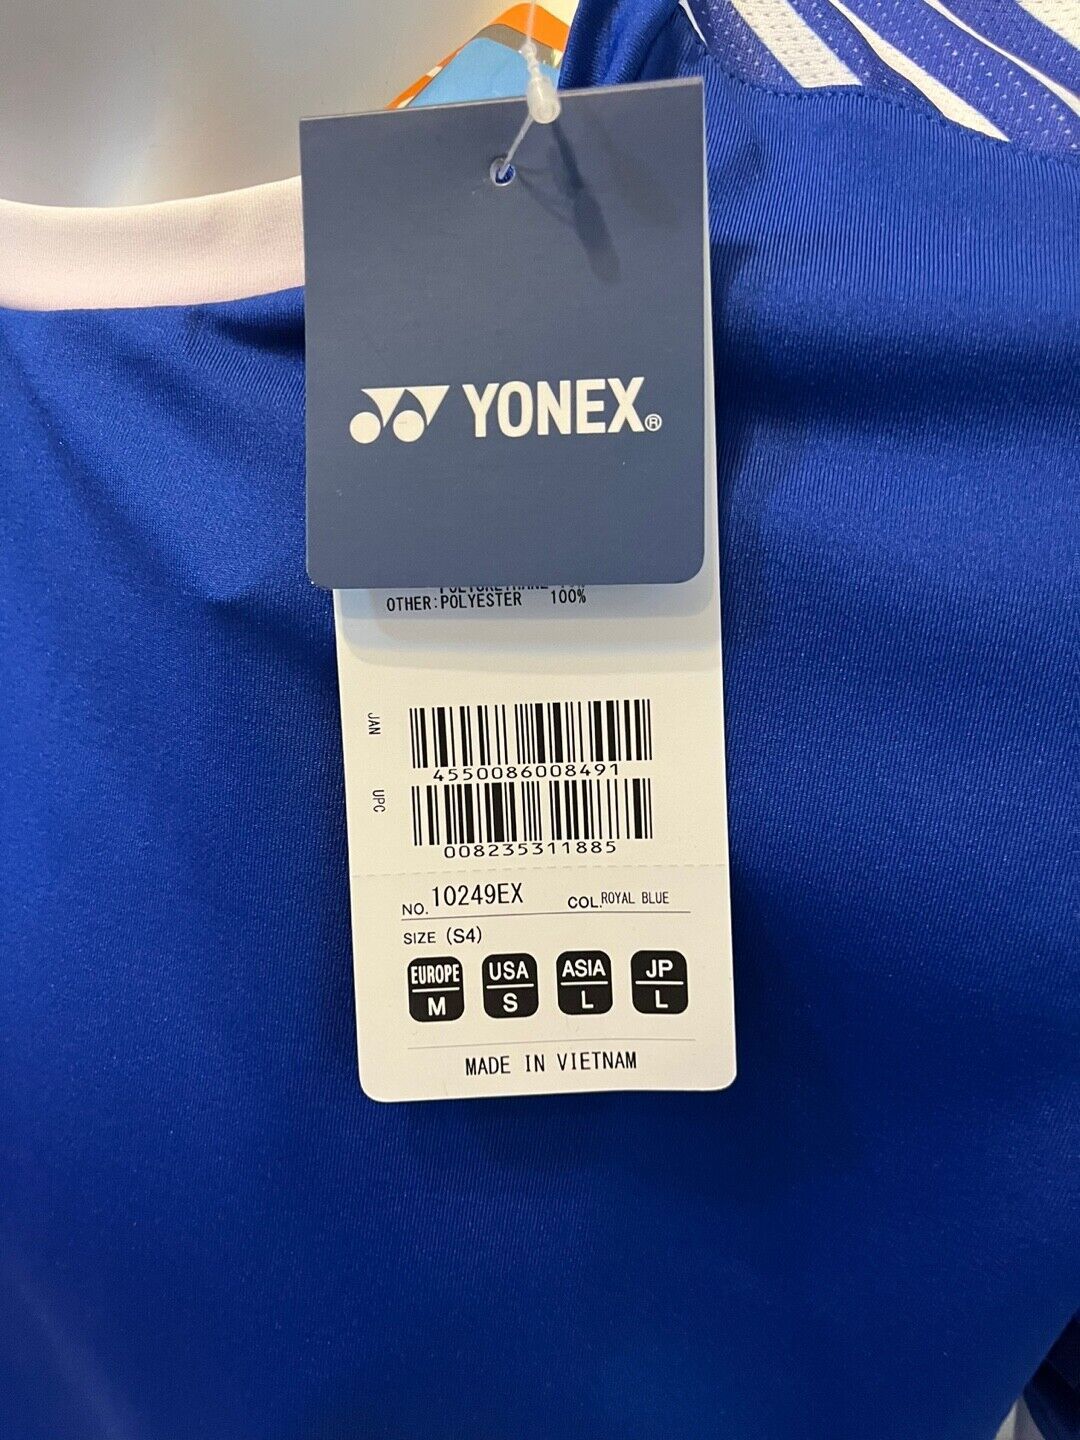 YONEX®
POLYURETHANE
OTHER:POLYESTER 100%
JAN
4550086008491
UPC
008235311885
NO. 10249EX COL. ROYAL BLUE
SIZE (S4)
EUROPE USA ASIA JP
M S L L
MADE IN VIETNAM